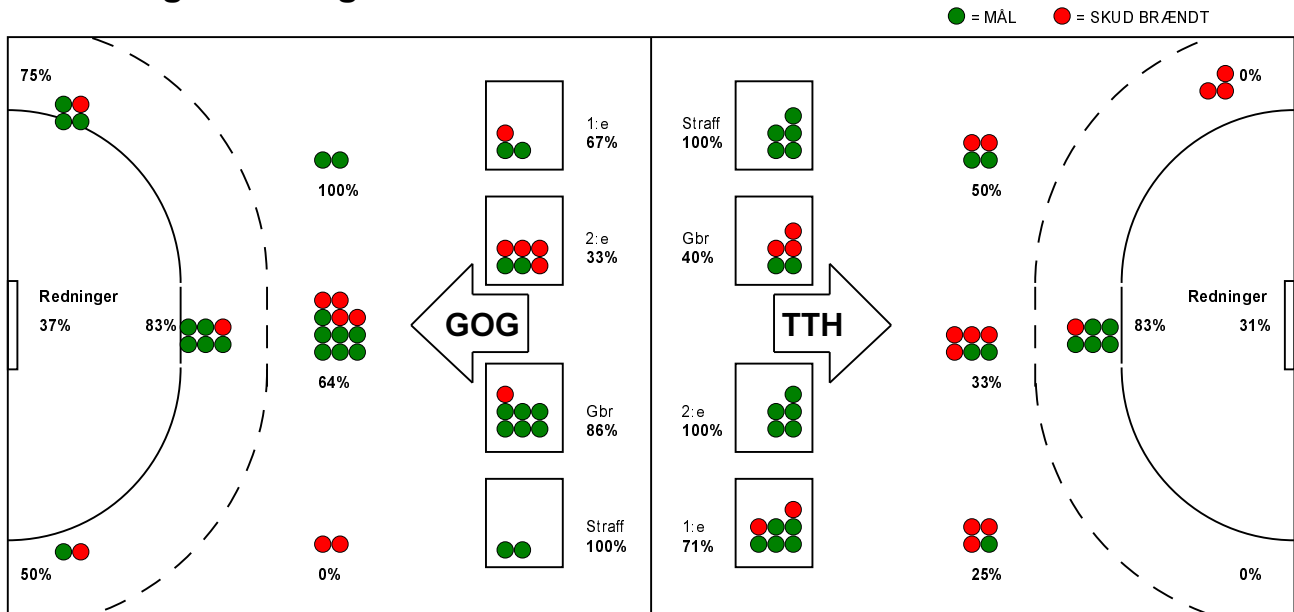 = MÅL
= SKUD BRÆNDT
75%
0%
1:e
67%
Straff
100%
100%
50%
2:e
33%
Gbr
40%
Redninger
37%
83%
GOG
TTH
83%
Redninger
31%
64%
33%
Gbr
86%
2:e
100%
Straff
100%
1:e
71%
50%
0%
25%
0%